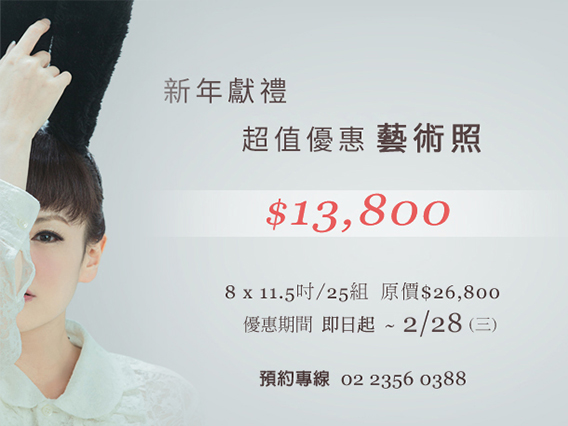 新年獻禮
超值優惠 藝術照
$13,800
8 x 11.5吋/25組 原價$26,800
優惠期間 即日起 ~ 2/28 (三)
預約專線 02 2356 0388